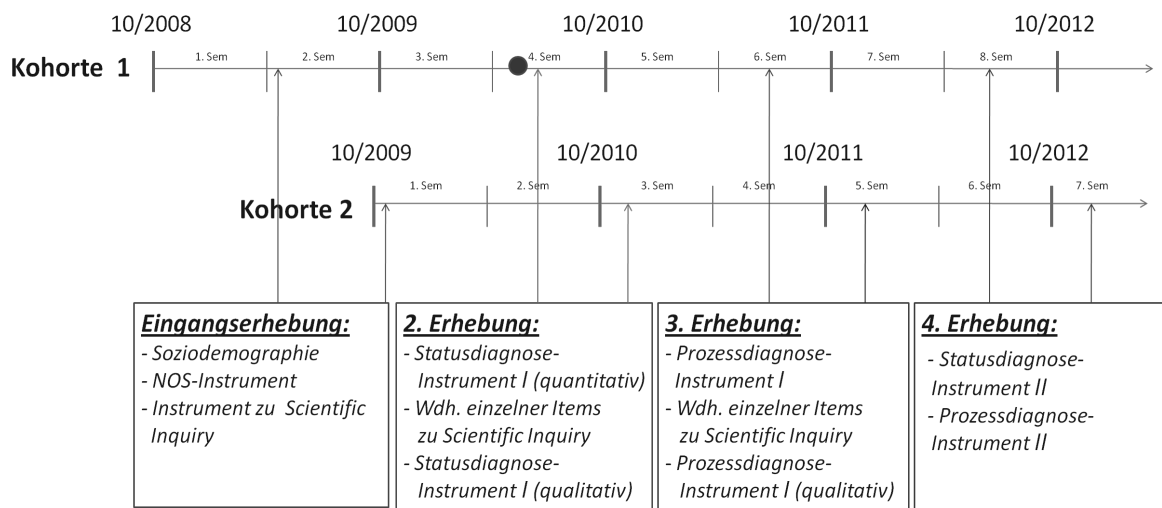 10/2008 10/2009 10/2010 10/2011 10/2012
Kohorte 1
1. Sem 2. Sem 3. Sem 4. Sem 5. Sem 6. Sem 7. Sem 8. Sem
10/2009 10/2010 10/2011 10/2012
Kohorte 2
1. Sem 2. Sem 3. Sem 4. Sem 5. Sem 6. Sem 7. Sem
Eingangserhebung:
- Soziodemographie
- NOS-Instrument
- Instrument zu Scientific
Inquiry
2. Erhebung:
- Statusdiagnose-
Instrument I (quantitativ)
- Wdh. einzelner Items
zu Scientific Inquiry
- Statusdiagnose-
Instrument I (qualitativ)
3. Erhebung:
- Prozessdiagnose-
Instrument I
- Wdh. einzelner Items
zu Scientific Inquiry
- Prozessdiagnose-
Instrument I (qualitativ)
4. Erhebung:
- Statusdiagnose-
Instrument II
- Prozessdiagnose-
Instrument II